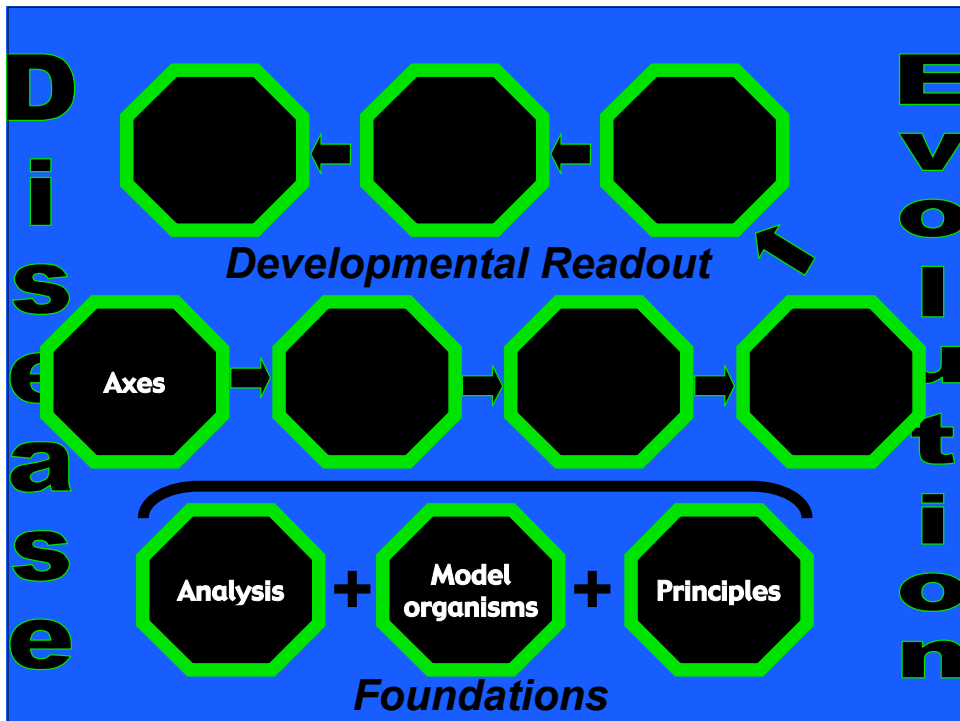 Disease
Evolution
Developmental Readout
Axes
Analysis
+
Model
organisms
+
Principles
Foundations